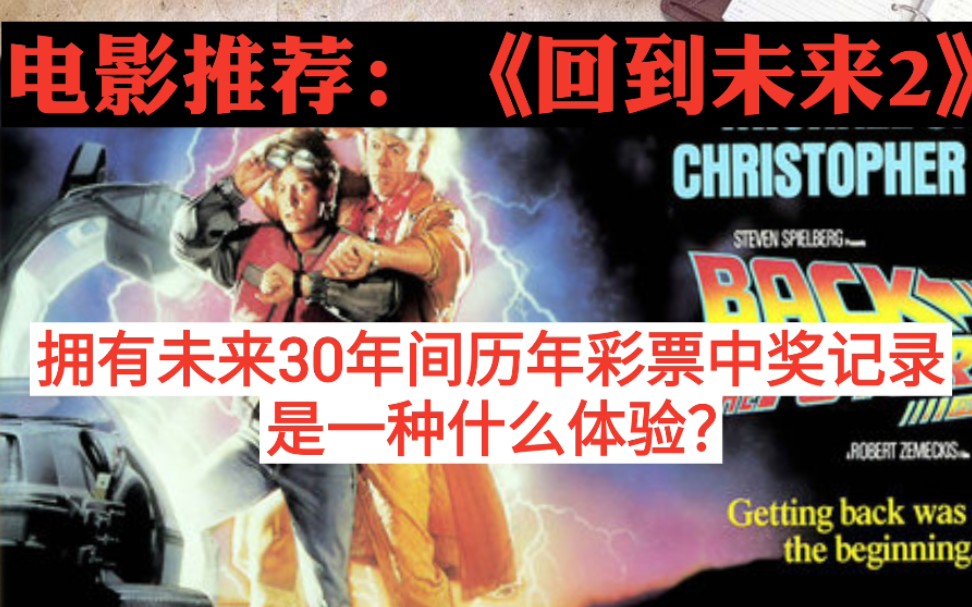 电影推荐：《回到未来2》
CHRISTOPHER
STEVEN SPIELBERG
BACK
拥有未来30年间历年彩票中奖记录
是一种什么体验？
ROBERT ZEMECKIS
Getting back was
the beginning